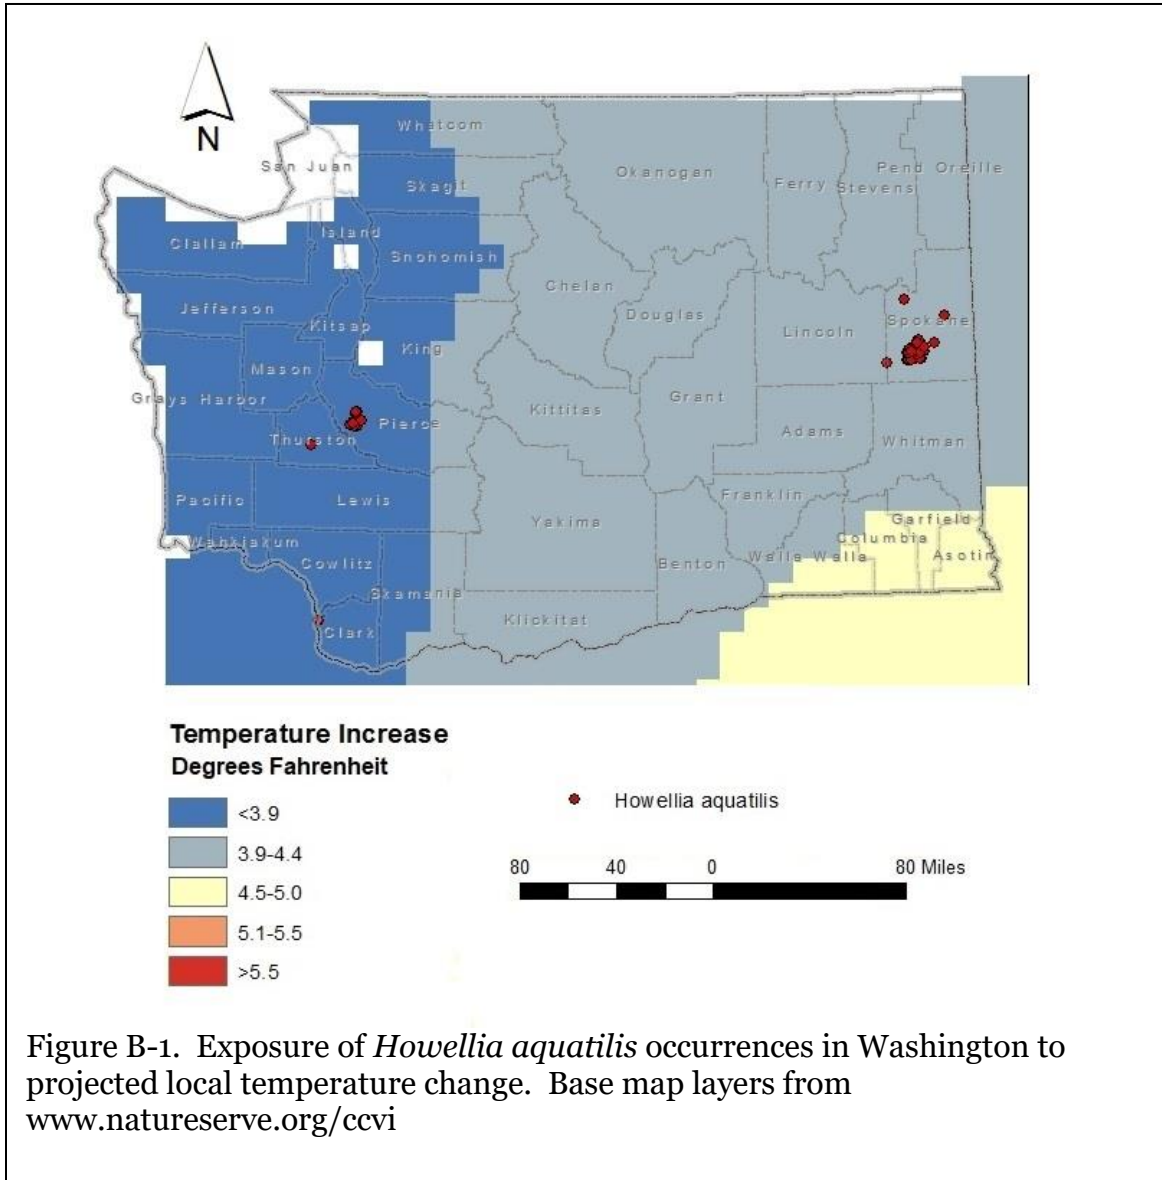 N
Whatcom
San Juan
Skagit
Okanogan
Ferry
Stevens
Pend Oreille
Clallam
Island
Snohomish
Chelan
Jefferson
Kitsap
Douglas
Lincoln
Spokane
King
Mason
Grays Harbor
Kittitas
Grant
Pierce
Thurston
Adams
Whitman
Pacific
Lewis
Franklin
Yakima
Garfield
Wahkiakum
Columbia
Cowlitz
Benton
Walla Walla
Asotin
Skamania
Klickitat
Clark
Temperature Increase
Degrees Fahrenheit
<3.9
3.9-4.4
4.5-5.0
5.1-5.5
>5.5
Howellia aquatilis
80 40 0 80 Miles
Figure B-1. Exposure of Howellia aquatilis occurrences in Washington to
projected local temperature change. Base map layers from
www.natureserve.org/ccvi